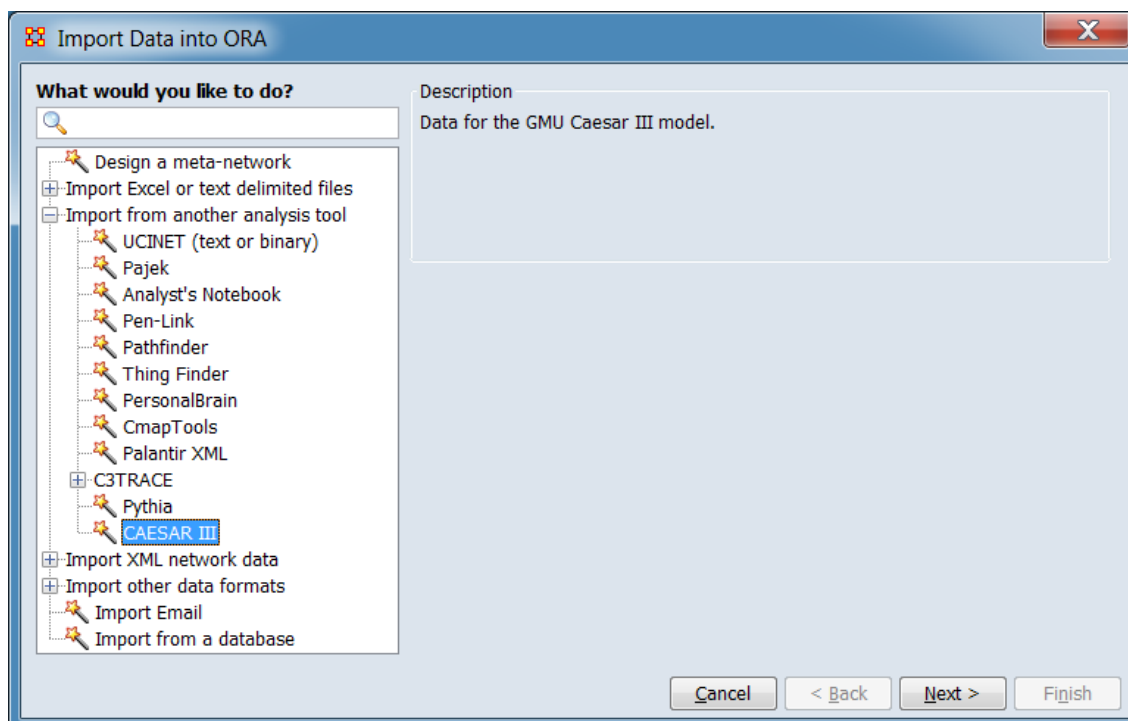 Import Data into ORA
X
What would you like to do?
Description
Data for the GMU Caesar III model.
Design a meta-network
Import Excel or text delimited files
Import from another analysis tool
UCINET (text or binary)
Pajek
Analyst's Notebook
Pen-Link
Pathfinder
Thing Finder
PersonalBrain
CmapTools
Palantir XML
C3TRACE
Pythia
CAESAR III
Import XML network data
Import other data formats
Import Email
Import from a database
Cancel < Back Next > Finish